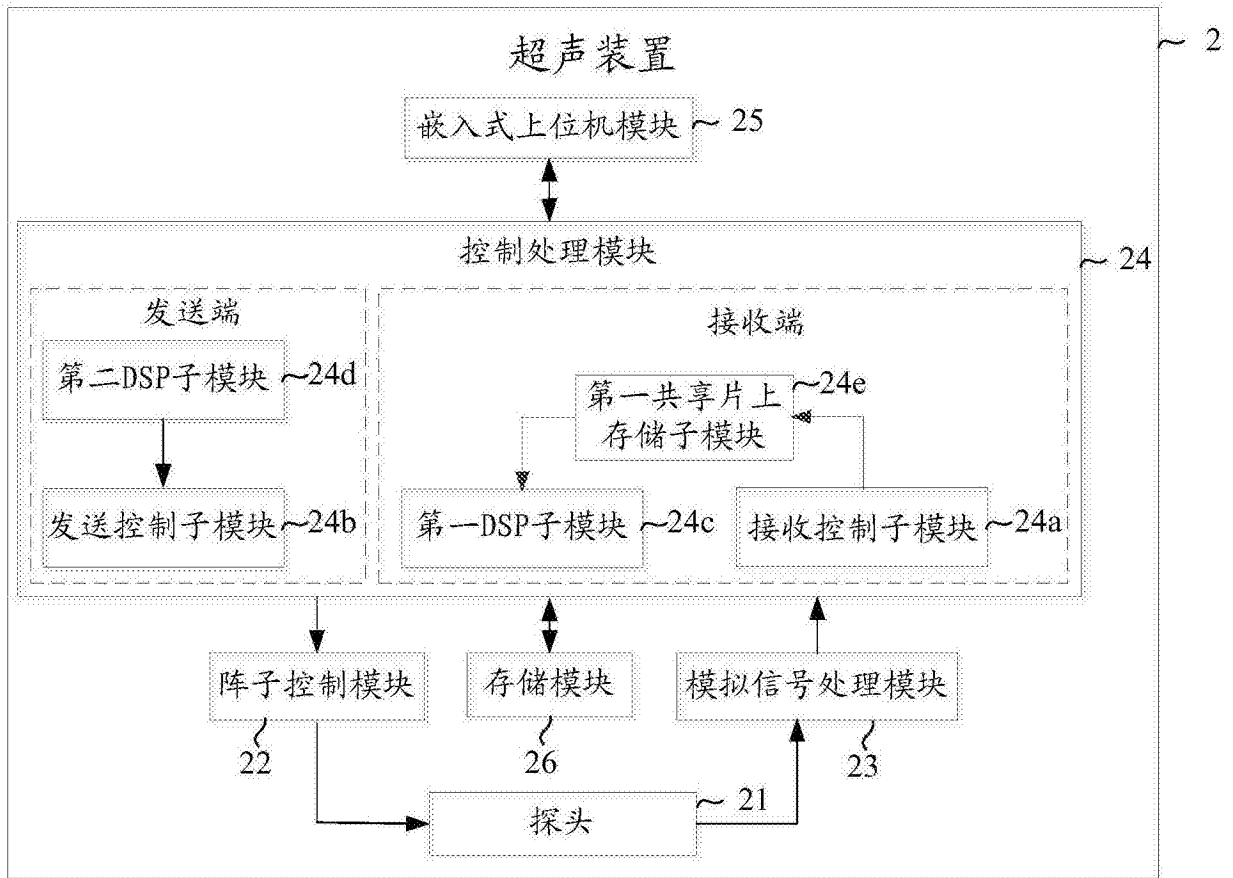 超声装置
2
嵌入式上位机模块
25
控制处理模块
24
发送端
接收端
第二DSP子模块
24d
第一共享片上
存储子模块
24e
发送控制子模块
24b
第一DSP子模块
24c
接收控制子模块
24a
阵子控制模块
22
存储模块
26
模拟信号处理模块
23
探头
21